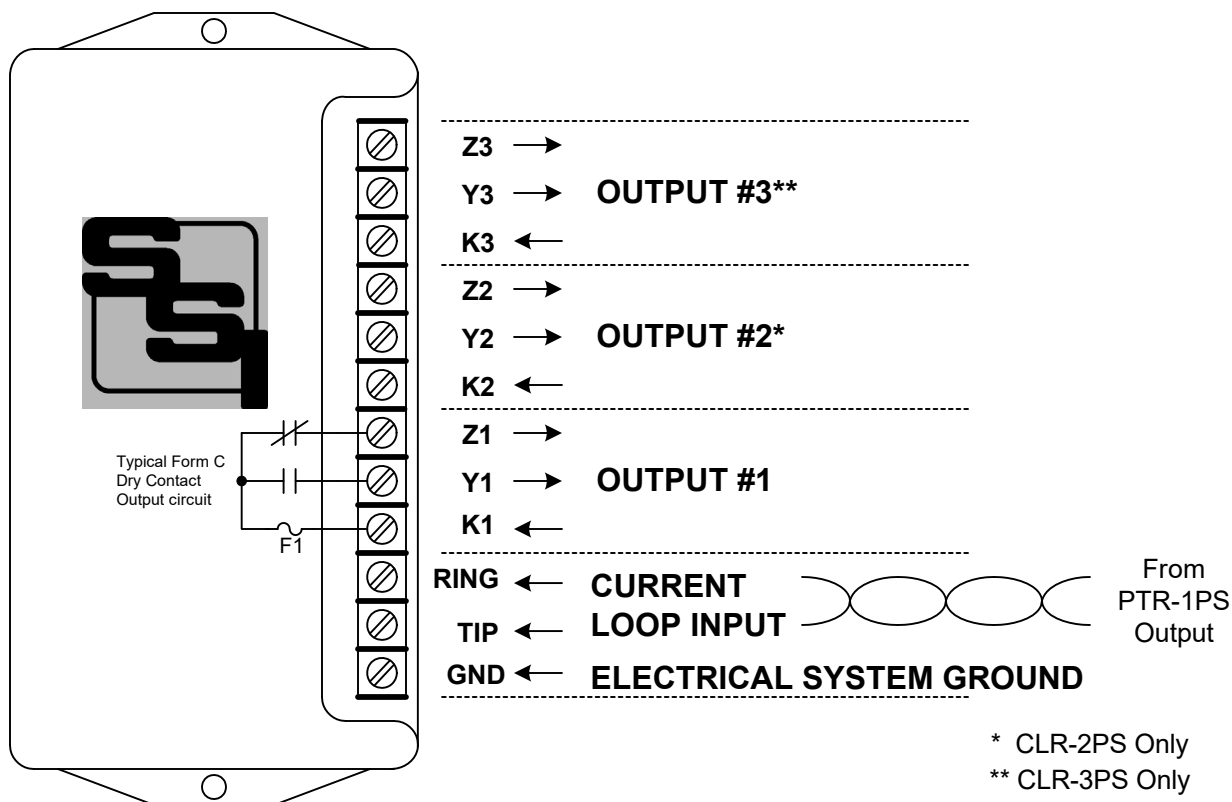 Z3
Y3
OUTPUT #3**
K3
Z2
Y2
OUTPUT #2*
K2
Z1
Y1
OUTPUT #1
K1
RING
CURRENT
LOOP INPUT
TIP
GND
ELECTRICAL SYSTEM GROUND
From
PTR-1PS
Output
SSI
Typical Form C
Dry Contact
Output circuit
F1
* CLR-2PS Only
** CLR-3PS Only